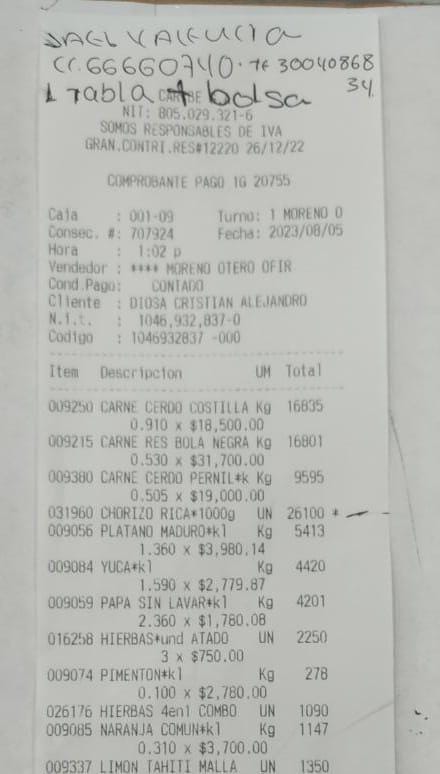 JAEL VALENCIA
CC.66660740. Te 30040868
34
1 Tabla + bolsa
NIT: 805.029.321-6
SOMOS RESPONSABLES DE IVA
GRAN.CONTRI.RES#12220 26/12/22
COMPROBANTE PAGO 1G 20755
Caja : 001-09 Turno: 1 MORENO O
Consec. #: 707924 Fecha: 2023/08/05
Hora : 1:02 p
Vendedor : **** MORENO OTERO OFIR
Cond.Pago: CONTADO
Cliente : DIOSA CRISTIAN ALEJANDRO
N.i.t. : 1046,932,837-0
Codigo : 1046932837 -000
Item Descripcion UM Total
009250 CARNE CERDO COSTILLA Kg 16835
0.910 x $18,500.00
009215 CARNE RES BOLA NEGRA Kg 16801
0.530 x $31,700.00
009380 CARNE CERDO PERNIL*k Kg 9595
0.505 x $19,000.00
031960 CHORIZO RICA*1000g UN 26100 *
009056 PLATANO MADURO*kl Kg 5413
1.360 x $3,980.14
009084 YUCA*kl Kg 4420
1.590 x $2,779.87
009059 PAPA SIN LAVAR*kl Kg 4201
2.360 x $1,780.08
016258 HIERBAS*und ATADO UN 2250
3 x $750.00
009074 PIMENTON*kl Kg 278
0.100 x $2,780.00
026176 HIERBAS 4en1 COMBO UN 1090
009085 NARANJA COMUN*kl Kg 1147
0.310 x $3,700.00
009337 LIMON TAHITI MALLA UN 1350